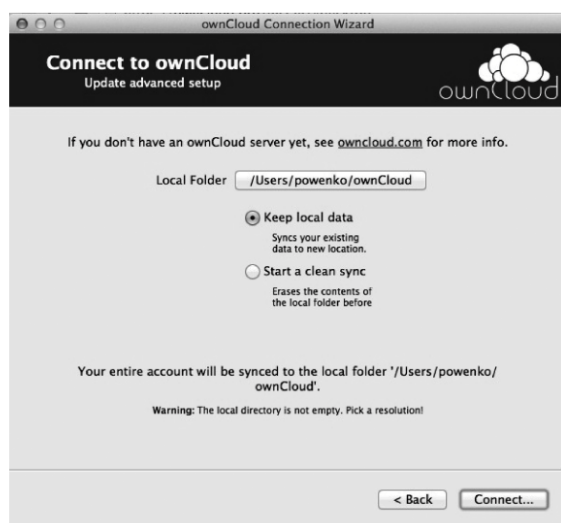 ownCloud Connection Wizard
Connect to ownCloud
Update advanced setup
ownCloud
If you don't have an ownCloud server yet, see owncloud.com for more info.
Local Folder /Users/powenko/ownCloud
Keep local data
Syncs your existing
data to new location.
Start a clean sync
Erases the contents of
the local folder before
Your entire account will be synced to the local folder '/Users/powenko/
ownCloud'.
Warning: The local directory is not empty. Pick a resolution!
< Back Connect...